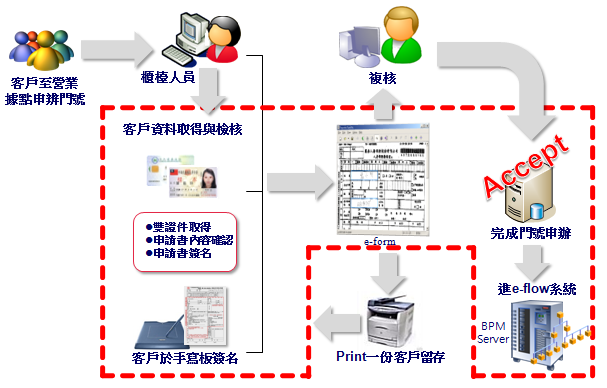 客戶至營業
據點申辦門號
櫃檯人員
複核
客戶資料取得與檢核
●雙證件取得
●申請書內容確認
●申請書簽名
e-form
Accept
完成門號申辦
進e-flow系統
BPM
Server
客戶於手寫板簽名
Print一份客戶留存